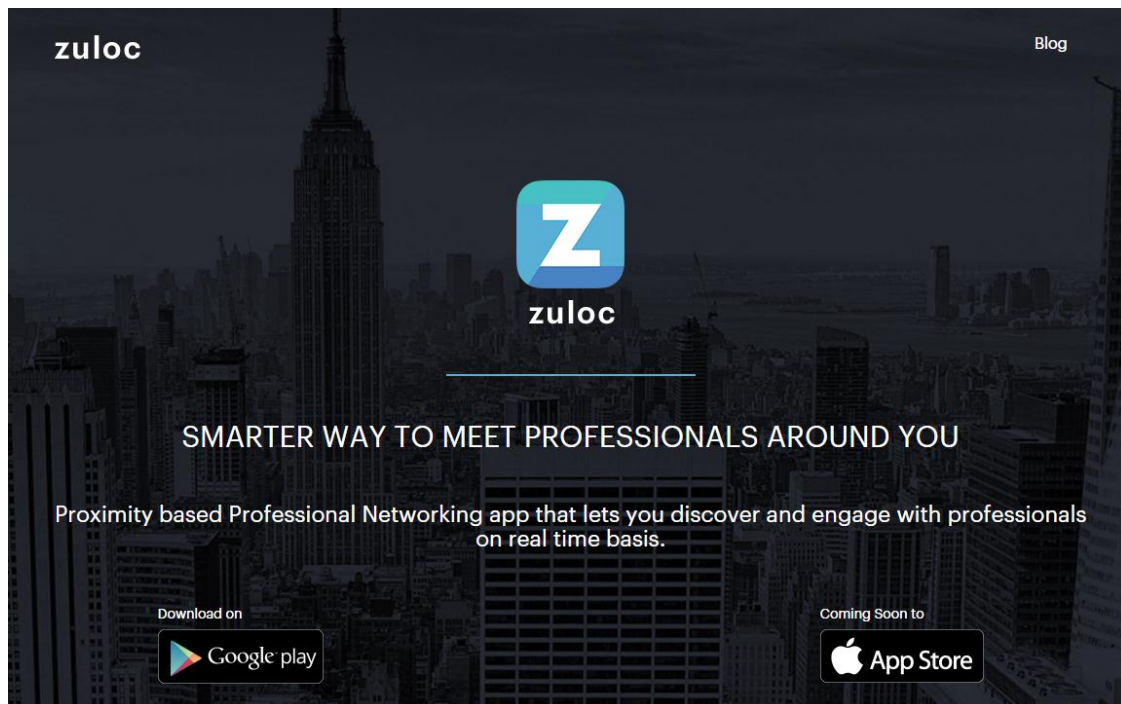 zuloc
Blog
Z
zuloc
SMARTER WAY TO MEET PROFESSIONALS AROUND YOU
Proximity based Professional Networking app that lets you discover and engage with professionals
on real time basis.
Download on
Google play
Coming Soon to
App Store